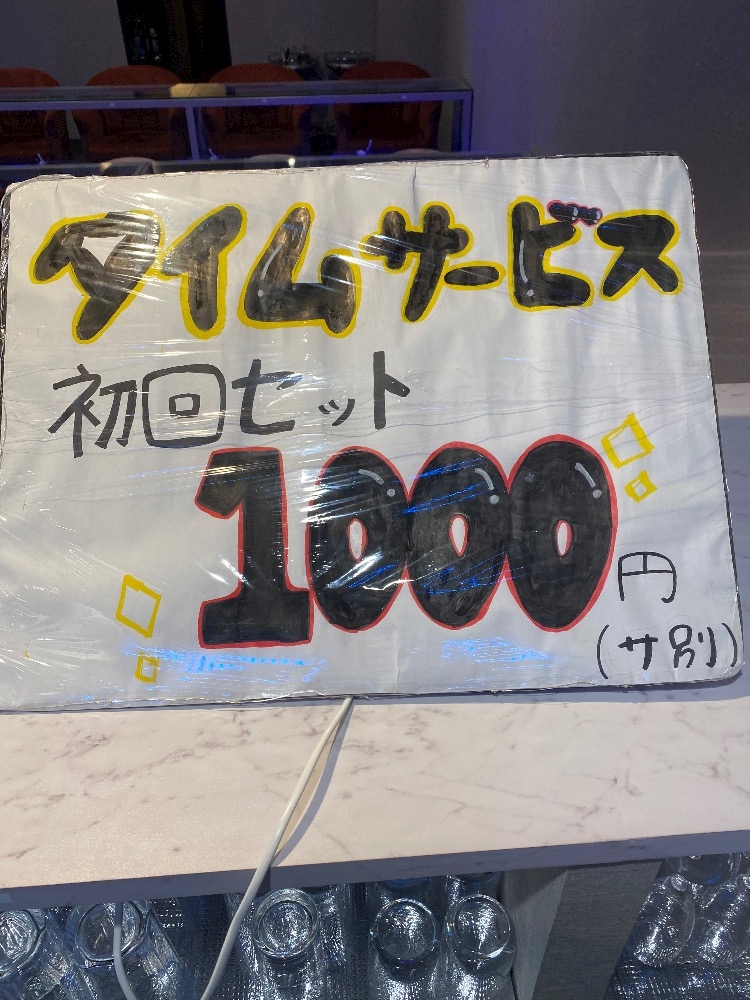 タイムサービス
初回セット
1000円
(サ別)